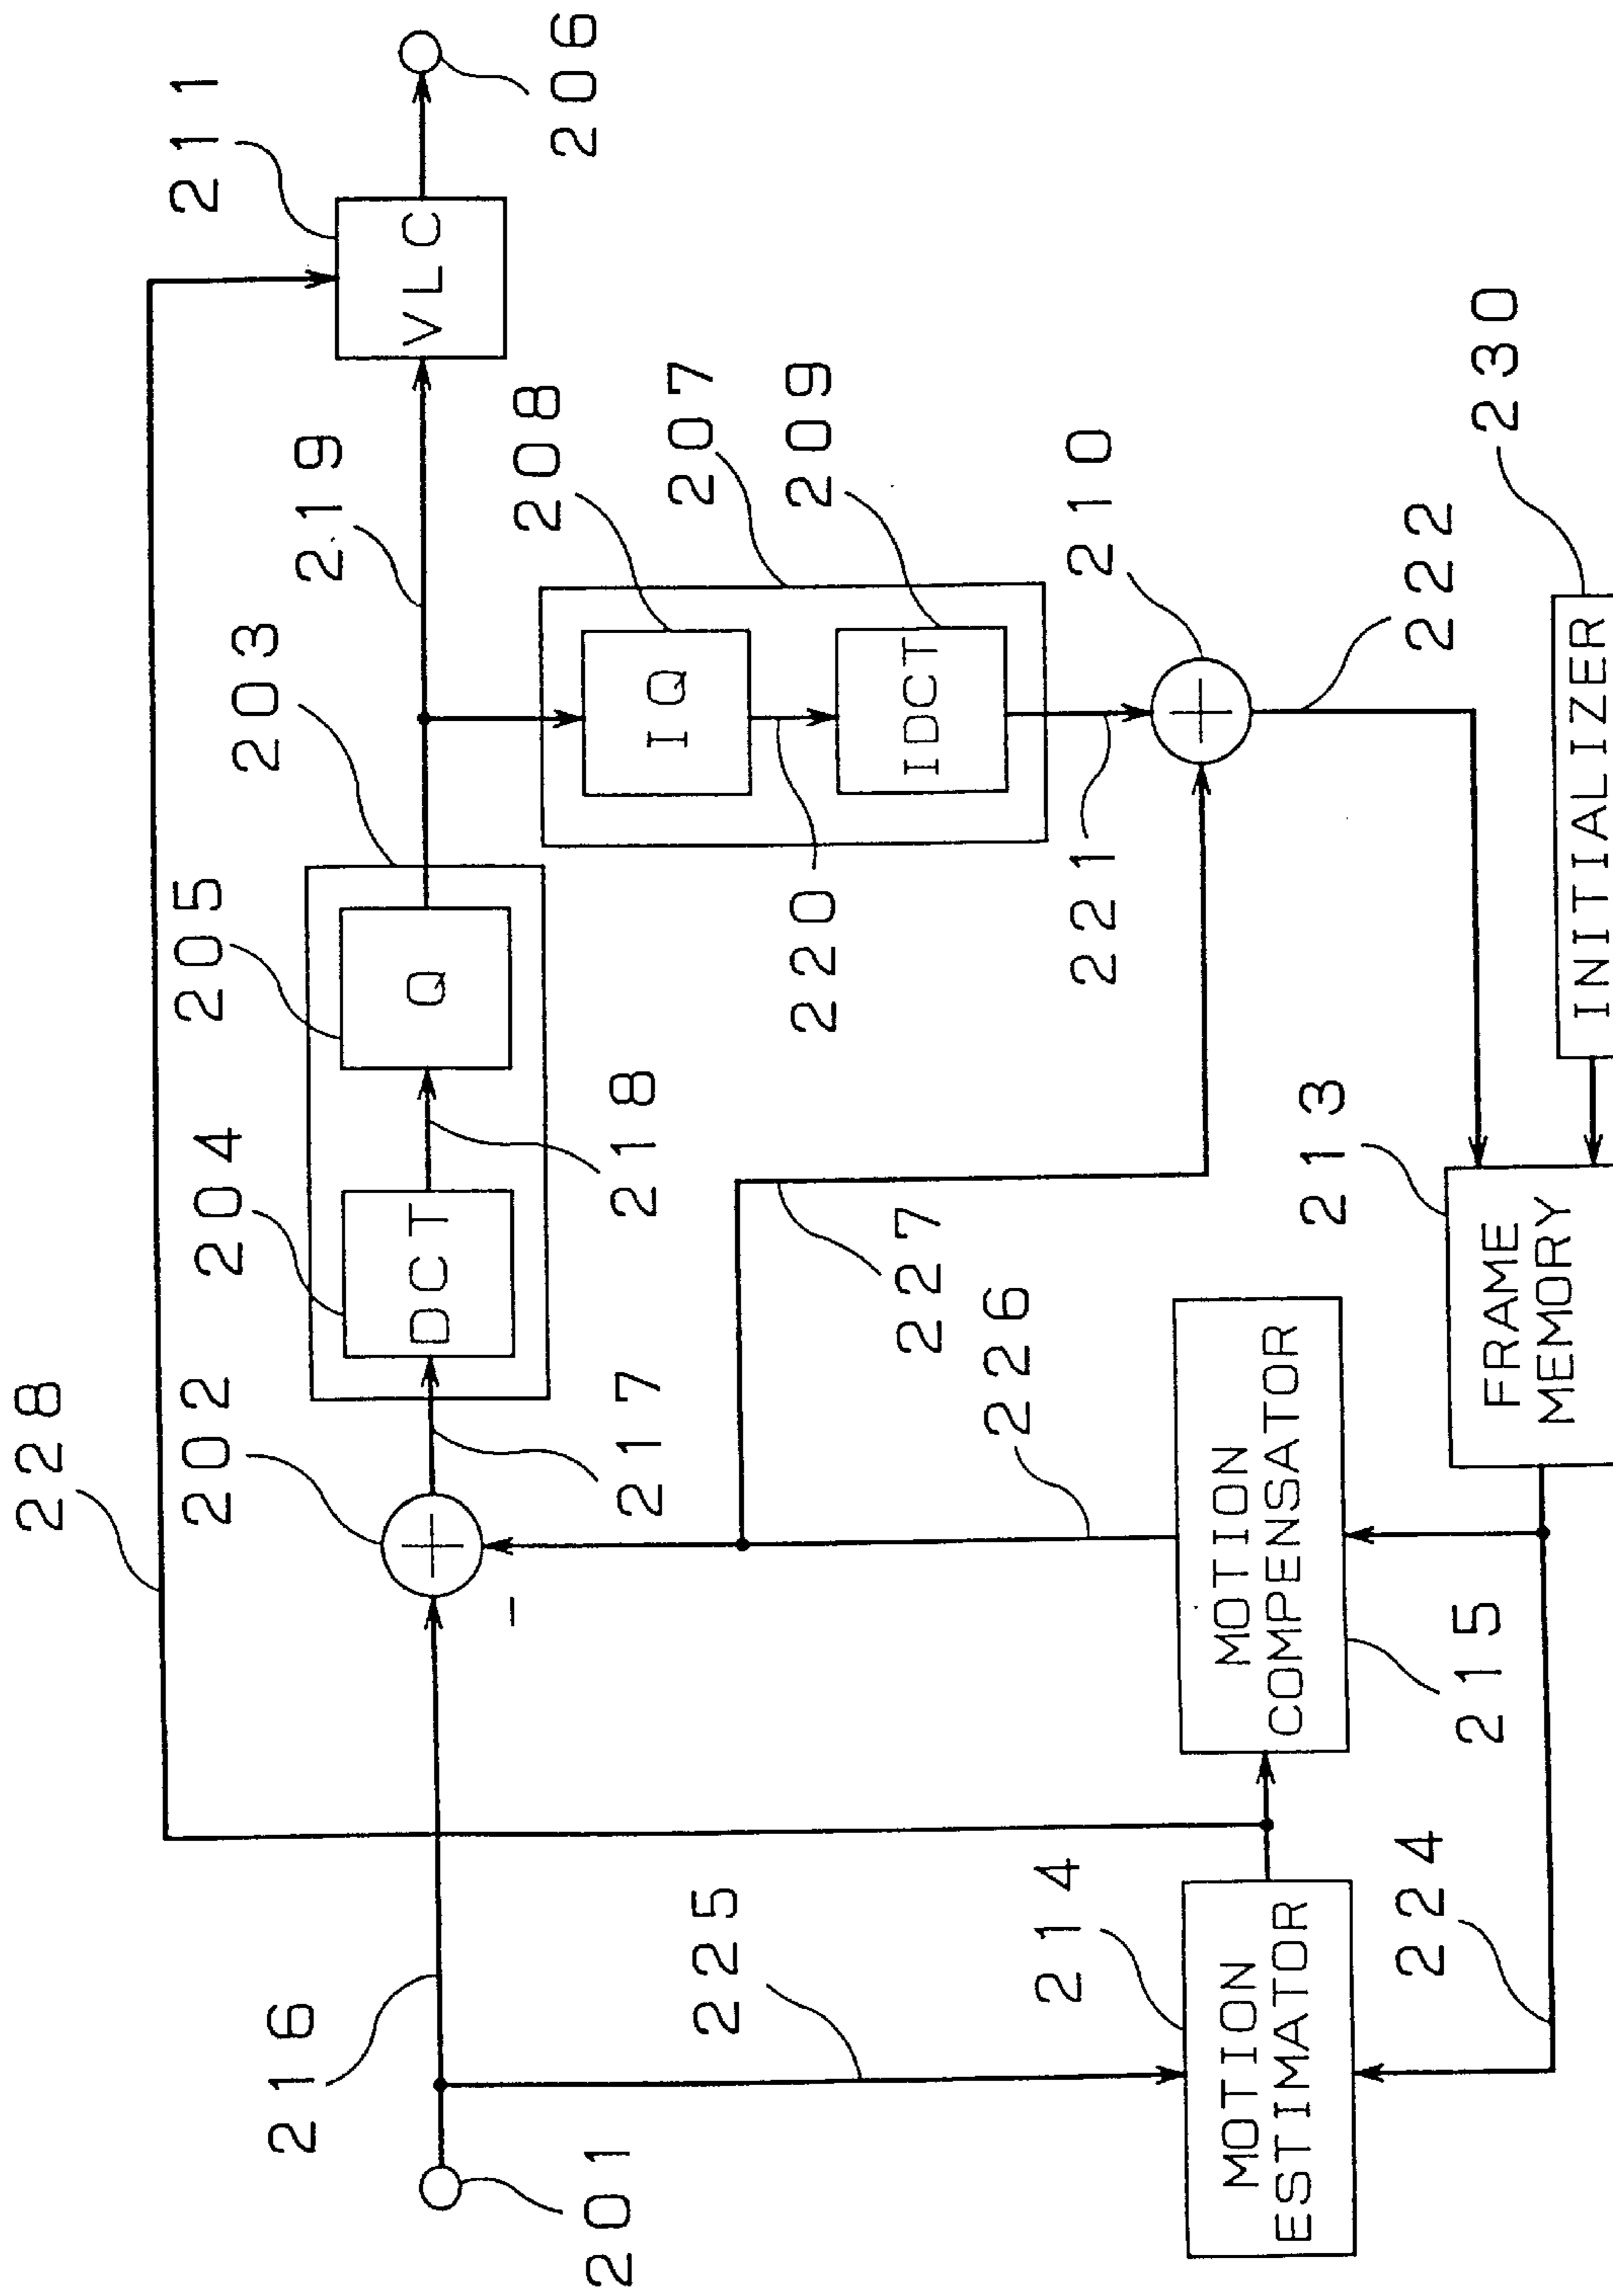 228
211
202
204
205
203
219
VLC
216
DCT
Q
206
217
218
208
201
IQ
207
225
220
IDCT
209
227
226
221
210
214
MOTION
ESTIMATOR
MOTION
COMPENSATOR
213
222
224
215
FRAME
MEMORY
INITIALIZER
230
-